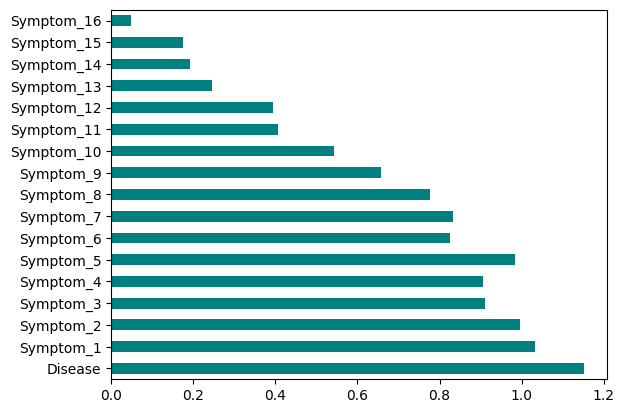 Symptom_16
Symptom_15
Symptom_14
Symptom_13
Symptom_12
Symptom_11
Symptom_10
Symptom_9
Symptom_8
Symptom_7
Symptom_6
Symptom_5
Symptom_4
Symptom_3
Symptom_2
Symptom_1
Disease
0.0 0.2 0.4 0.6 0.8 1.0 1.2